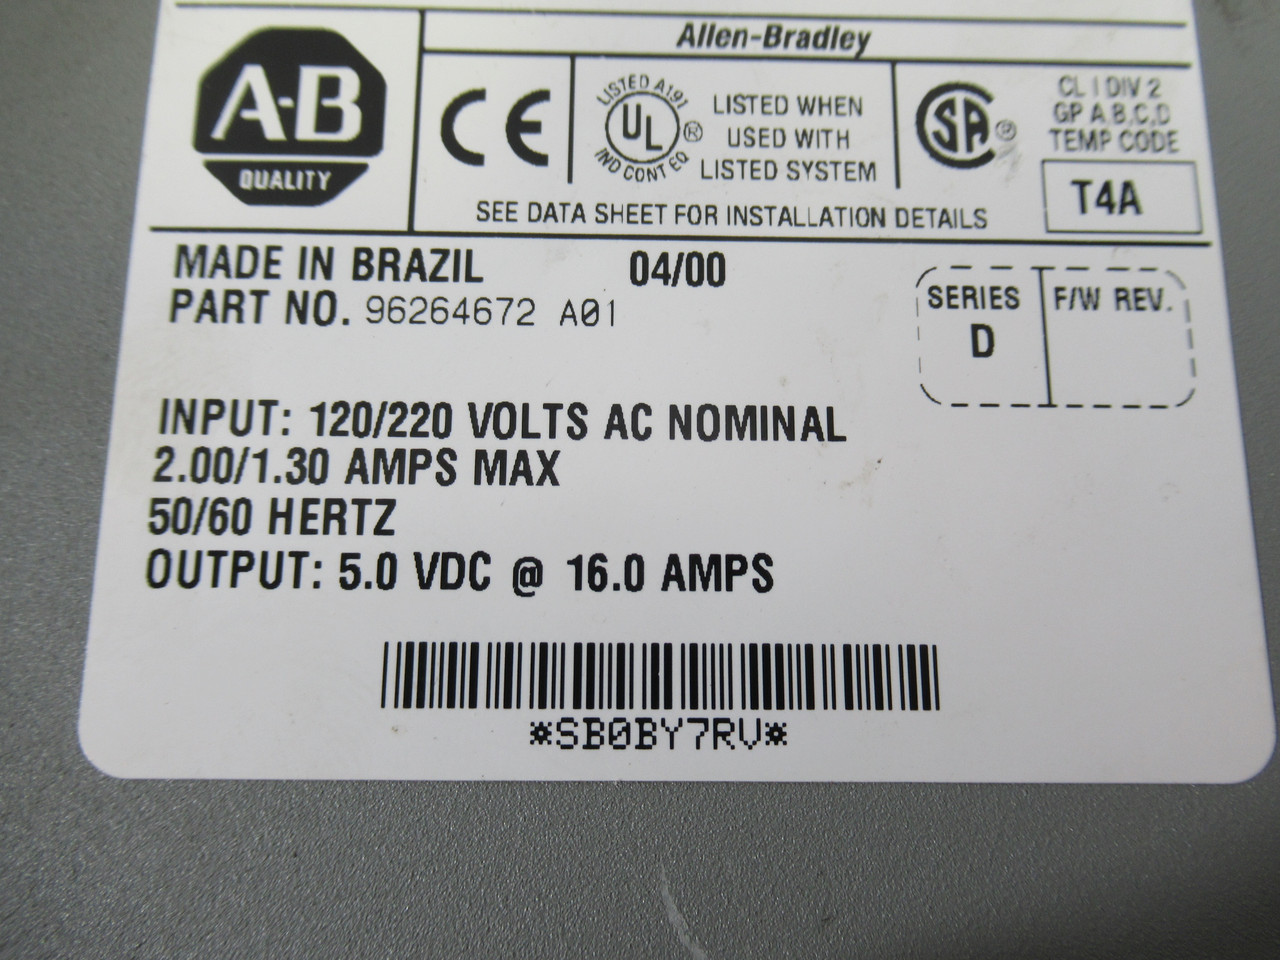 Allen-Bradley
A-B
QUALITY
CE
LISTED A191
UL
IND CONT EQ
®
LISTED WHEN
USED WITH
LISTED SYSTEM
SA
®
CL I DIV 2
GP A,B,C,D
TEMP CODE
T4A
SEE DATA SHEET FOR INSTALLATION DETAILS
MADE IN BRAZIL 04/00
PART NO. 96264672 A01
SERIES
D
F/W REV.
INPUT: 120/220 VOLTS AC NOMINAL
2.00/1.30 AMPS MAX
50/60 HERTZ
OUTPUT: 5.0 VDC @ 16.0 AMPS
*SB0BY7RV*